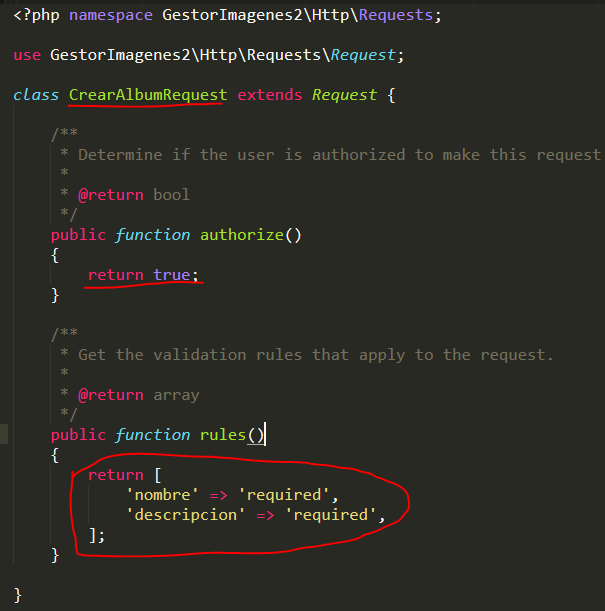 <?php namespace GestorImagenes2\Http\Requests;
use GestorImagenes2\Http\Requests\Request;
class CrearAlbumRequest extends Request {
/**
* Determine if the user is authorized to make this request
*
* @return bool
*/
public function authorize()
{
return true;
}
/**
* Get the validation rules that apply to the request.
*
* @return array
*/
public function rules()
{
return [
'nombre' => 'required',
'descripcion' => 'required',
];
}
}